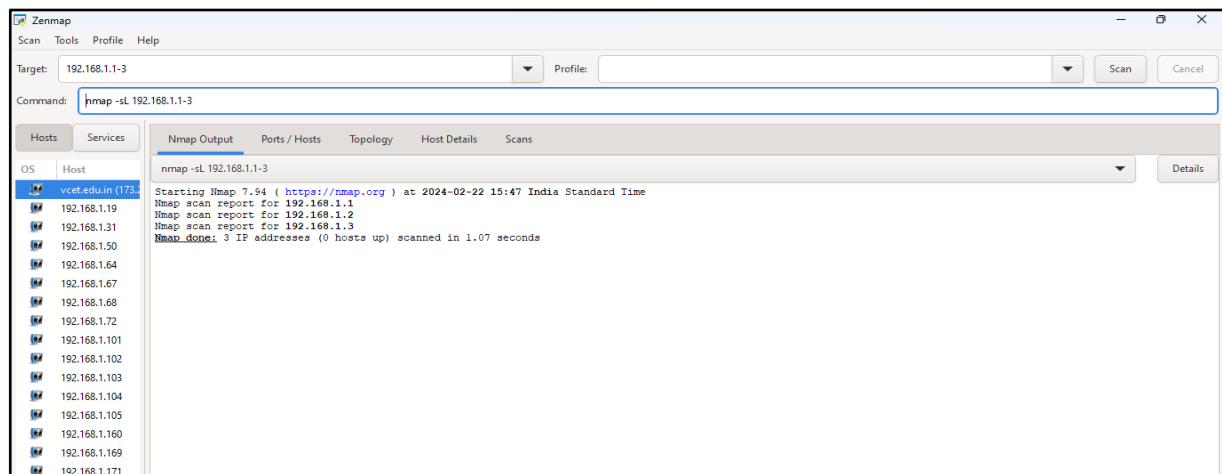 Zenmap
Scan Tools Profile Help
Target: 192.168.1.1-3 Profile: Scan Cancel
Command: nmap -sL 192.168.1.1-3
Hosts Services
Nmap Output Ports / Hosts Topology Host Details Scans
OS Host
nmap -sL 192.168.1.1-3 Details
vcet.edu.in (173.2
192.168.1.19
192.168.1.31
192.168.1.50
192.168.1.64
192.168.1.67
192.168.1.68
192.168.1.72
192.168.1.101
192.168.1.102
192.168.1.103
192.168.1.104
192.168.1.105
192.168.1.160
192.168.1.169
192.168.1.171
Starting Nmap 7.94 ( https://nmap.org ) at 2024-02-22 15:47 India Standard Time
Nmap scan report for 192.168.1.1
Nmap scan report for 192.168.1.2
Nmap scan report for 192.168.1.3
Nmap done: 3 IP addresses (0 hosts up) scanned in 1.07 seconds